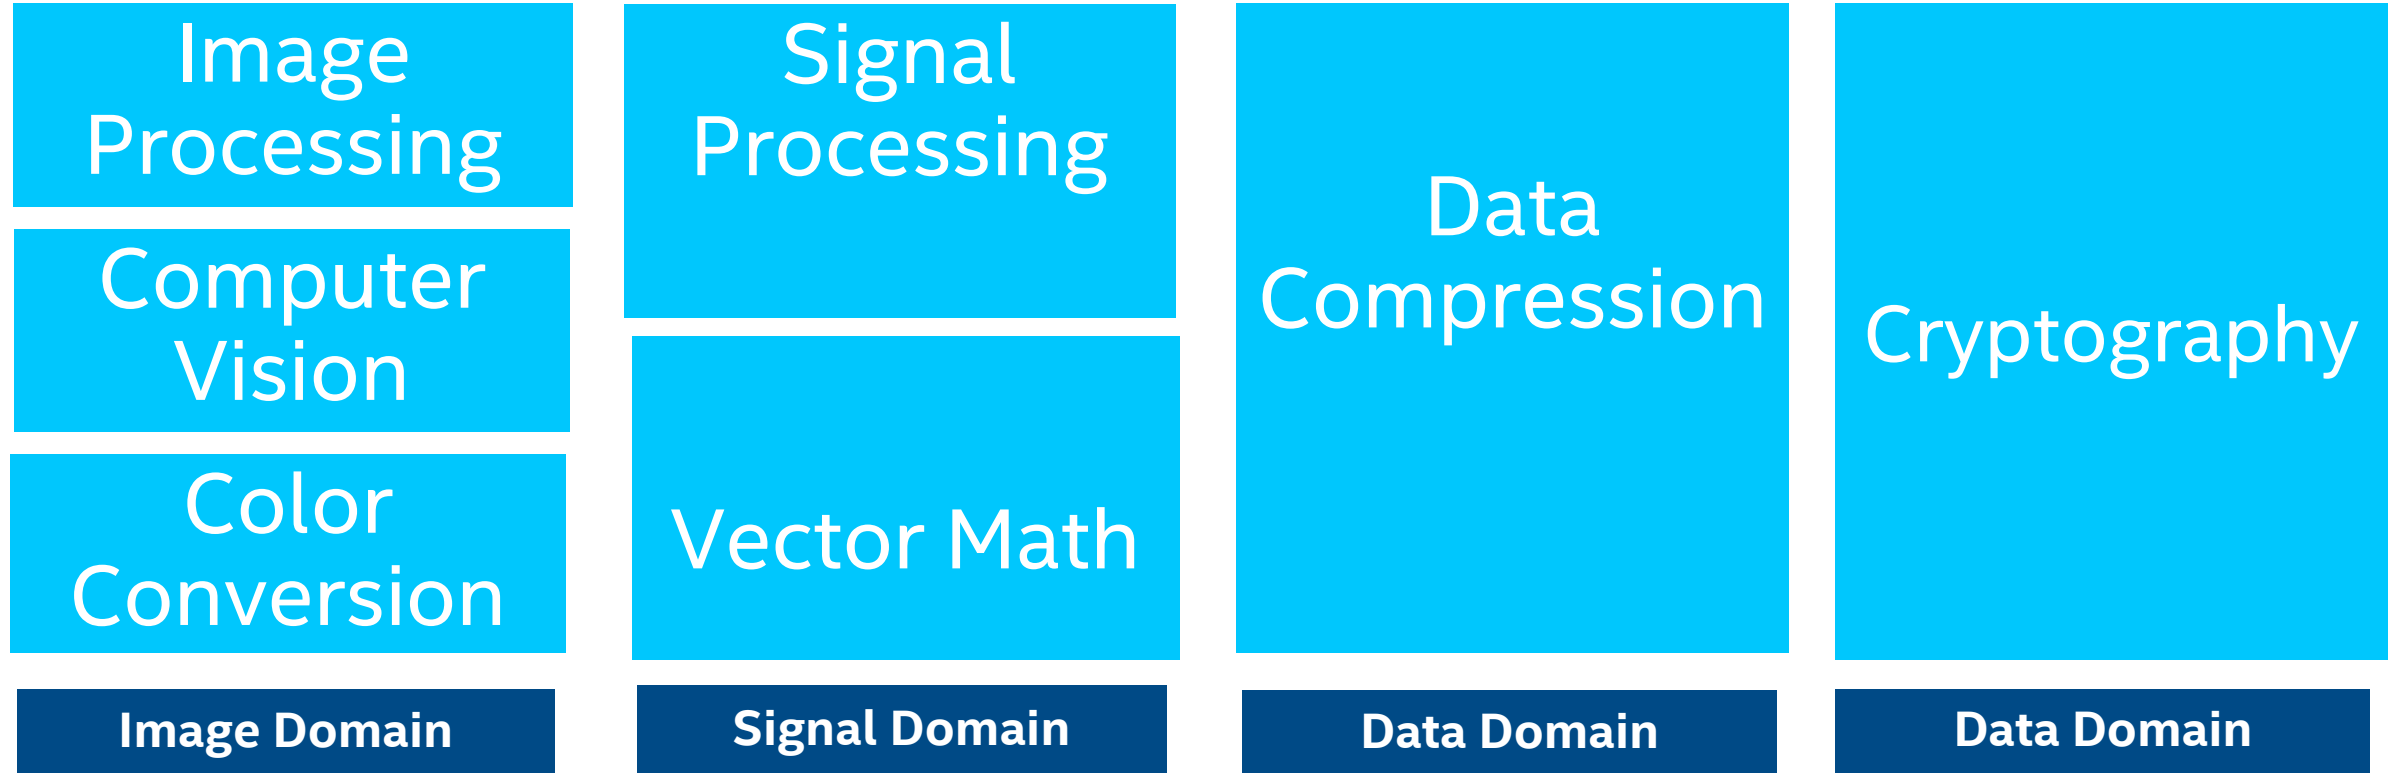 Image
Processing
Computer
Vision
Color
Conversion
Image Domain
Signal
Processing
Vector Math
Signal Domain
Data
Compression
Data Domain
Cryptography
Data Domain